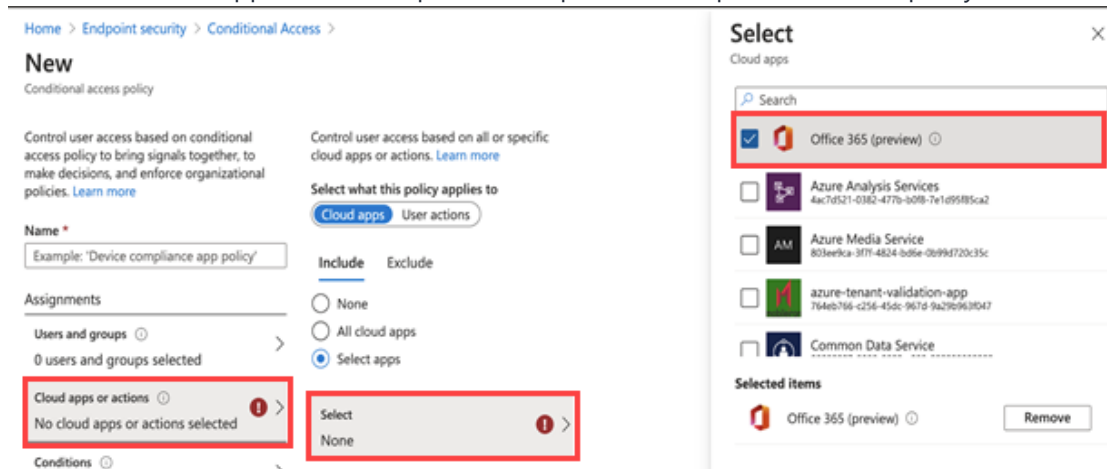 Home > Endpoint security > Conditional Access >
New
Conditional access policy
Control user access based on conditional
access policy to bring signals together, to
make decisions, and enforce organizational
policies. Learn more
Name *
Example: 'Device compliance app policy'
Assignments
Users and groups
0 users and groups selected
Cloud apps or actions
No cloud apps or actions selected
Conditions
Control user access based on all or specific
cloud apps or actions. Learn more
Select what this policy applies to
Cloud apps User actions
Include Exclude
None
All cloud apps
Select apps
Select
None
Select
Cloud apps
Search
Office 365 (preview)
Azure Analysis Services
4ac7d521-0382-477b-b0f8-7e1d95f85ca2
AM
Azure Media Service
803ee9ca-3f7f-4824-bd6e-0b99d720c35c
azure-tenant-validation-app
764eb766-c256-45dc-967d-9a29b963f047
Common Data Service
Selected items
Office 365 (preview)
Remove